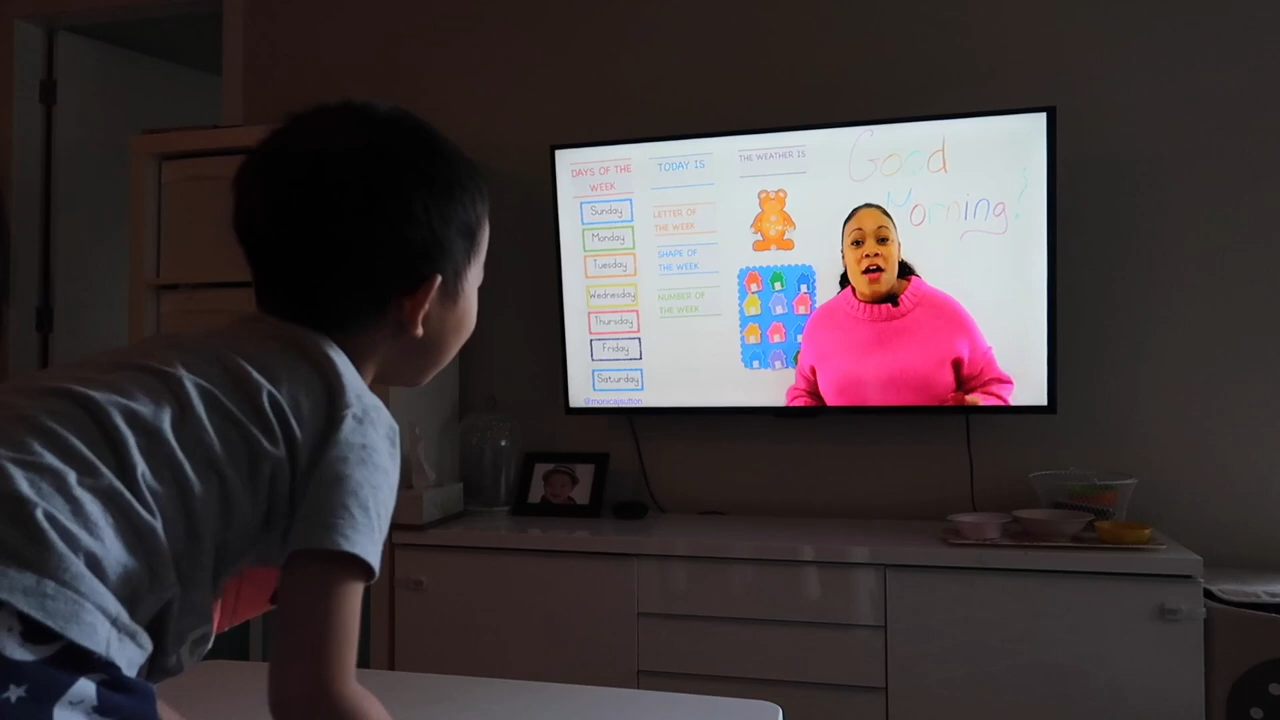 DAYS OF THE
WEEK
Sunday
Monday
Tuesday
Wednesday
Thursday
Friday
Saturday
@monicajsutton
TODAY IS
LETTER OF
THE WEEK
SHAPE OF
THE WEEK
NUMBER OF
THE WEEK
THE WEATHER IS
Good
Morning!